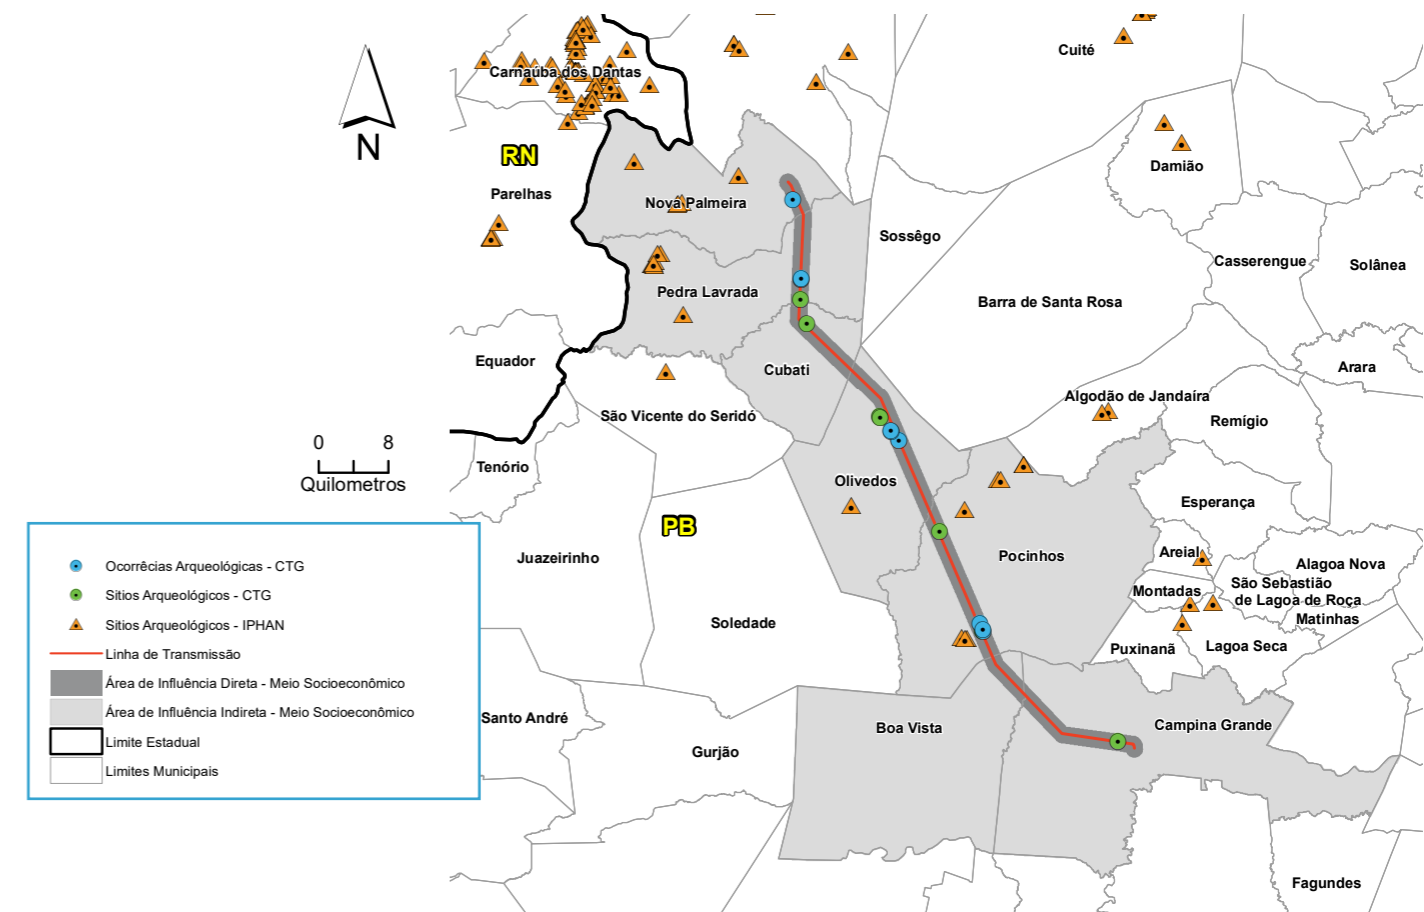 Cuité
Carnaúba dos Dantas
N
RN
Damião
Parelhas
Nova Palmeira
Sossêgo
Casserengue
Solânea
Pedra Lavrada
Barra de Santa Rosa
Equador
Cubati
Arara
Algodão de Jandaíra
São Vicente do Seridó
Remígio
0 8
Quilometros
Tenório
Olivedos
Esperança
PB
Juazeirinho
Pocinhos
Areial
Alagoa Nova
Montadas
São Sebastião
de Lagoa de Roça
Matinhas
Soledade
Puxinanã
Lagoa Seca
Ocorrêcias Arqueológicas - CTG
Sitios Arqueológicos - CTG
Sitios Arqueológicos - IPHAN
Linha de Transmissão
Área de Influência Direta - Meio Socioeconômico
Área de Influência Indireta - Meio Socioeconômico
Limite Estadual
Limites Municipais
Santo André
Boa Vista
Campina Grande
Gurjão
Fagundes